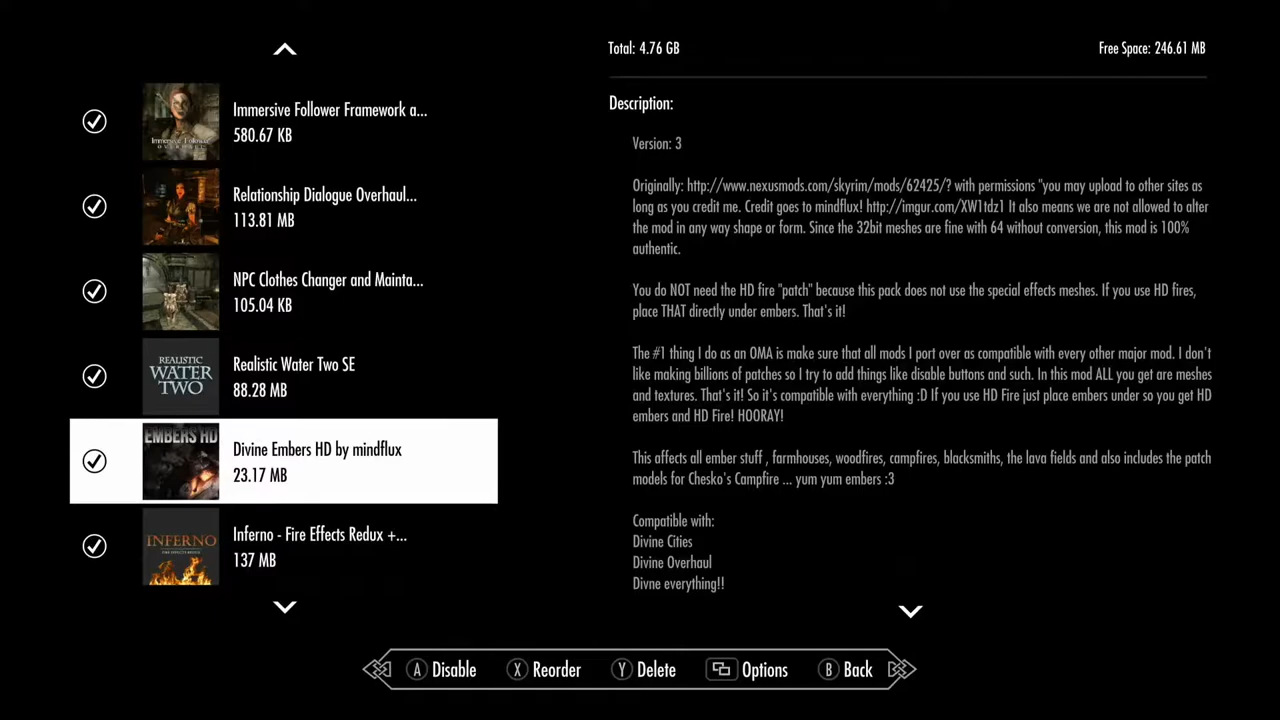 Total: 4.76 GB
Free Space: 246.61 MB
Immersive Follower Framework a...
580.67 KB
Relationship Dialogue Overhaul...
113.81 MB
NPC Clothes Changer and Mainta...
105.04 KB
REALISTIC
WATER
TWO
Realistic Water Two SE
88.28 MB
EMBERS HD
Divine Embers HD by mindflux
23.17 MB
INFERNO
Inferno - Fire Effects Redux +...
137 MB
Description:
Version: 3
Originally: http://www.nexusmods.com/skyrim/mods/62425/? with permissions "you may upload to other sites as
long as you credit me. Credit goes to mindflux! http://imgur.com/XW1tdz1 It also means we are not allowed to alter
the mod in any way shape or form. Since the 32bit meshes are fine with 64 without conversion, this mod is 100%
authentic.
You do NOT need the HD fire "patch" because this pack does not use the special effects meshes. If you use HD fires,
place THAT directly under embers. That's it!
The #1 thing I do as an OMA is make sure that all mods I port over as compatible with every other major mod. I don't
like making billions of patches so I try to add things like disable buttons and such. In this mod ALL you get are meshes
and textures. That's it! So it's compatible with everything :D If you use HD Fire just place embers under so you get HD
embers and HD Fire! HOORAY!
This affects all ember stuff , farmhouses, woodfires, campfires, blacksmiths, the lava fields and also includes the patch
models for Chesko's Campfire ... yum yum embers :3
Compatible with:
Divine Cities
Divine Overhaul
Divne everything!!
A Disable
X Reorder
Y Delete
Options
B Back